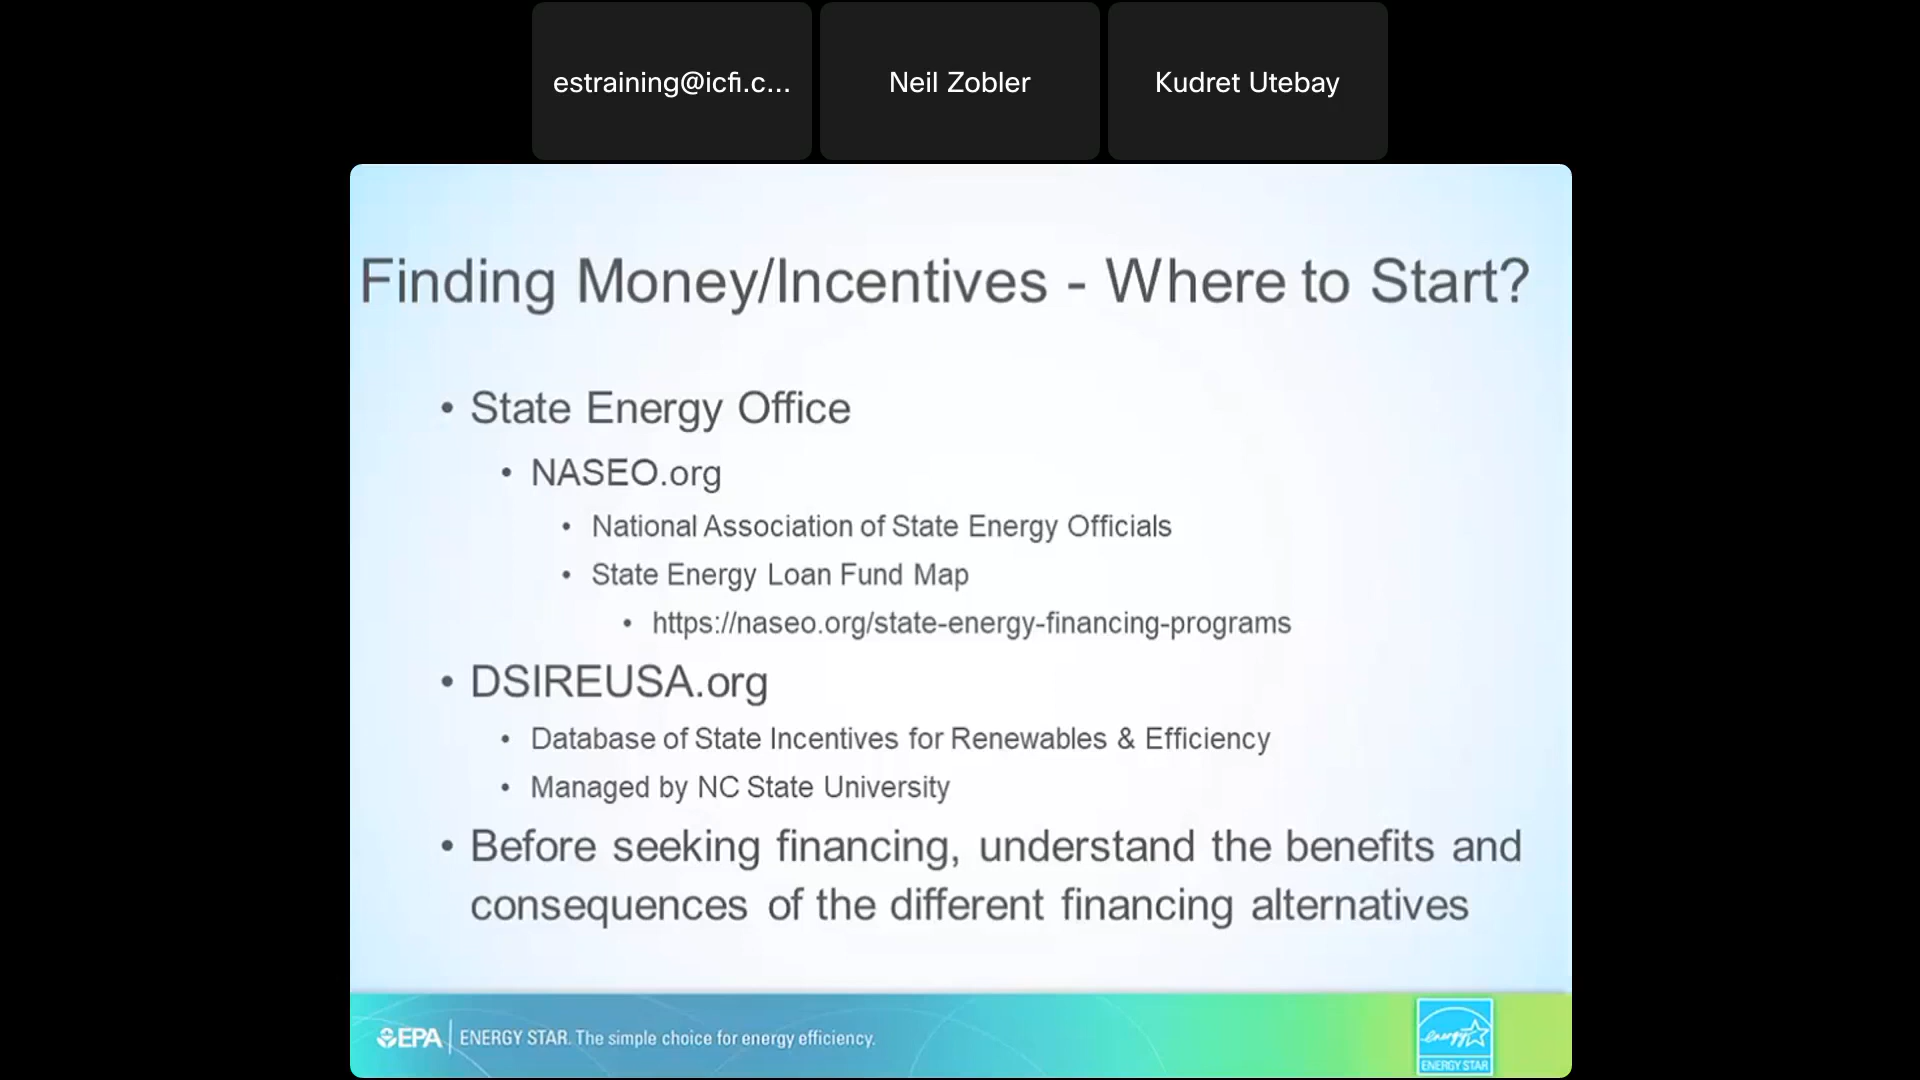 estraining@icfi.c...
Neil Zobler
Kudret Utebay
Finding Money/Incentives - Where to Start?
• State Energy Office
• NASEO.org
• National Association of State Energy Officials
• State Energy Loan Fund Map
• https://naseo.org/state-energy-financing-programs
• DSIREUSA.org
• Database of State Incentives for Renewables & Efficiency
• Managed by NC State University
• Before seeking financing, understand the benefits and
consequences of the different financing alternatives
EPA | ENERGY STAR. The simple choice for energy efficiency.
energy
ENERGY STAR